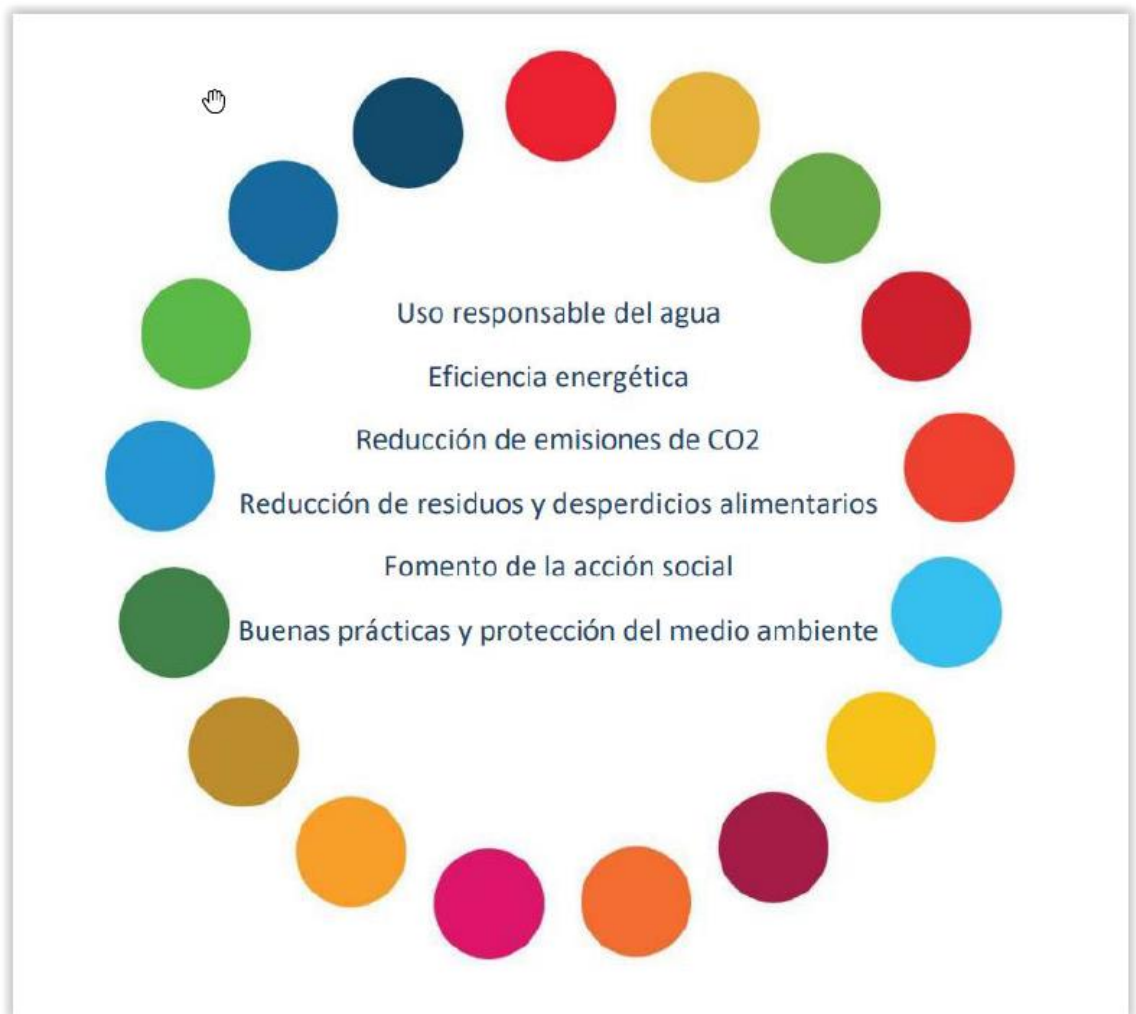 Uso responsable del agua
Eficiencia energética
Reducción de emisiones de CO2
Reducción de residuos y desperdicios alimentarios
Fomento de la acción social
Buenas prácticas y protección del medio ambiente